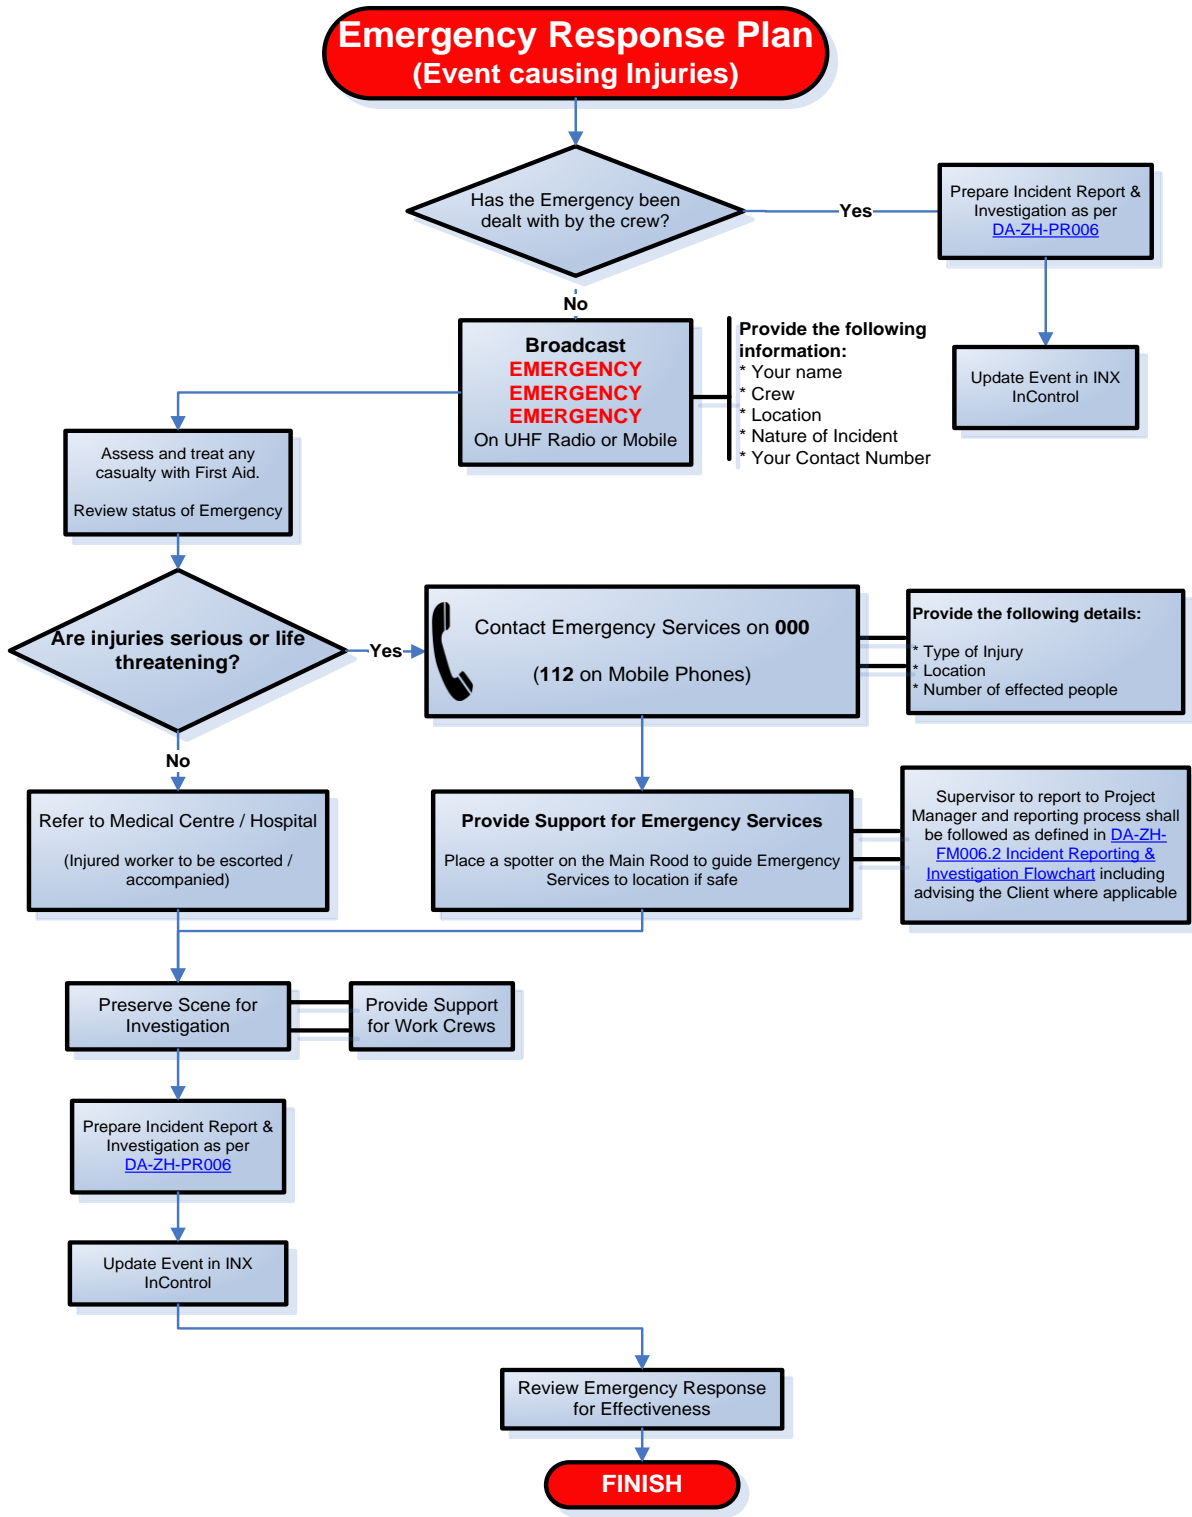 Emergency Response Plan
(Event causing Injuries)
Has the Emergency been
dealt with by the crew?
Yes
Prepare Incident Report &
Investigation as per
DA-ZH-PR006
Update Event in INX
InControl
No
Broadcast
EMERGENCY
EMERGENCY
EMERGENCY
On UHF Radio or Mobile
Provide the following
information:
* Your name
* Crew
* Location
* Nature of Incident
* Your Contact Number
Assess and treat any
casualty with First Aid.
Review status of Emergency
Are injuries serious or life
threatening?
Yes
Contact Emergency Services on 000
(112 on Mobile Phones)
Provide the following details:
* Type of Injury
* Location
* Number of effected people
No
Refer to Medical Centre / Hospital
(Injured worker to be escorted /
accompanied)
Provide Support for Emergency Services
Place a spotter on the Main Rood to guide Emergency
Services to location if safe
Supervisor to report to Project
Manager and reporting process shall
be followed as defined in DA-ZH-
FM006.2 Incident Reporting &
Investigation Flowchart including
advising the Client where applicable
Preserve Scene for
Investigation
Provide Support
for Work Crews
Prepare Incident Report &
Investigation as per
DA-ZH-PR006
Update Event in INX
InControl
Review Emergency Response
for Effectiveness
FINISH